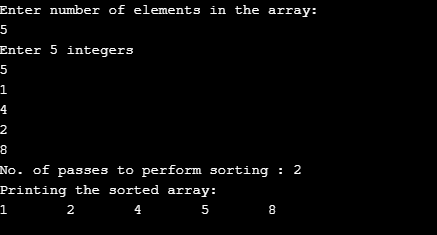 Enter number of elements in the array:
5
Enter 5 integers
5
1
4
2
8
No. of passes to perform sorting : 2
Printing the sorted array:
1 2 4 5 8